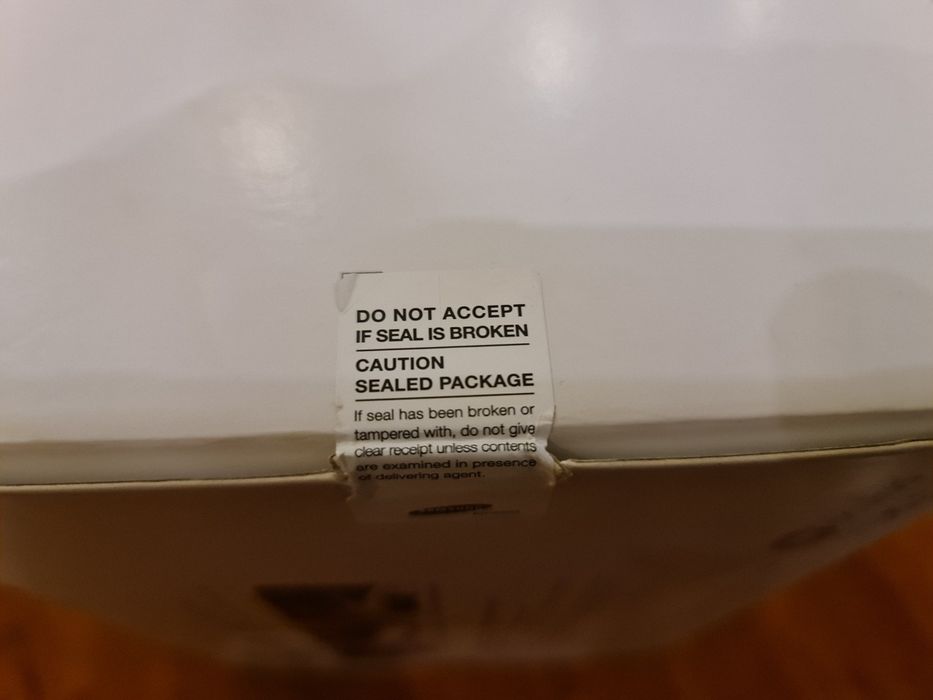 DO NOT ACCEPT
IF SEAL IS BROKEN
CAUTION
SEALED PACKAGE
If seal has been broken or
tampered with, do not give
clear receipt unless contents
are examined in presence
of delivering agent.